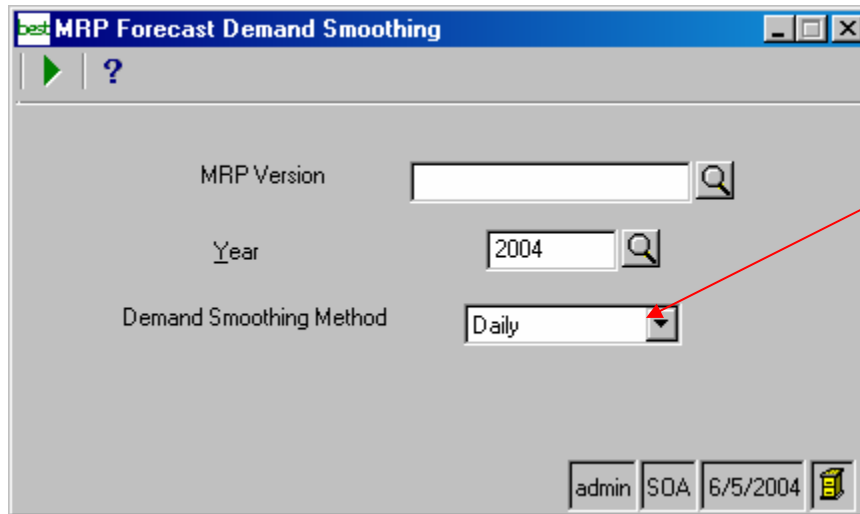 best MRP Forecast Demand Smoothing
?
MRP Version
Year 2004
Demand Smoothing Method Daily
admin SOA 6/5/2004